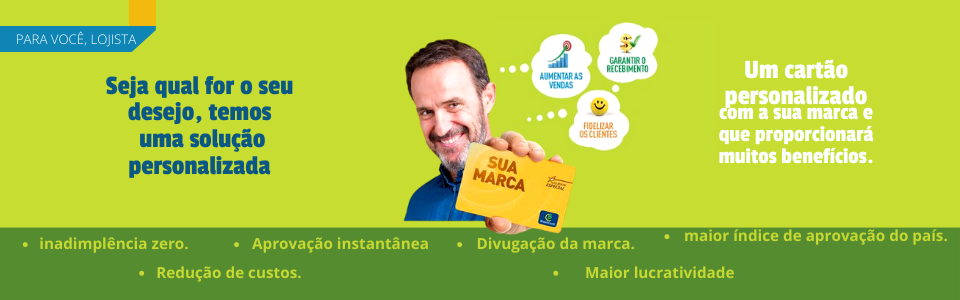 PARA VOCÊ, LOJISTA
Seja qual for o seu
desejo, temos
uma solução
personalizada
AUMENTAR AS
VENDAS
GARANTIR O
RECEBIMENTO
FIDELIZAR
OS CLIENTES
SUA
MARCA
ESPECIAL
Um cartão
personalizado
com a sua marca e
que proporcionará
muitos benefícios.
• inadimplência zero.
• Aprovação instantânea
• Divugação da marca.
• maior índice de aprovação do país.
• Redução de custos.
• Maior lucratividade